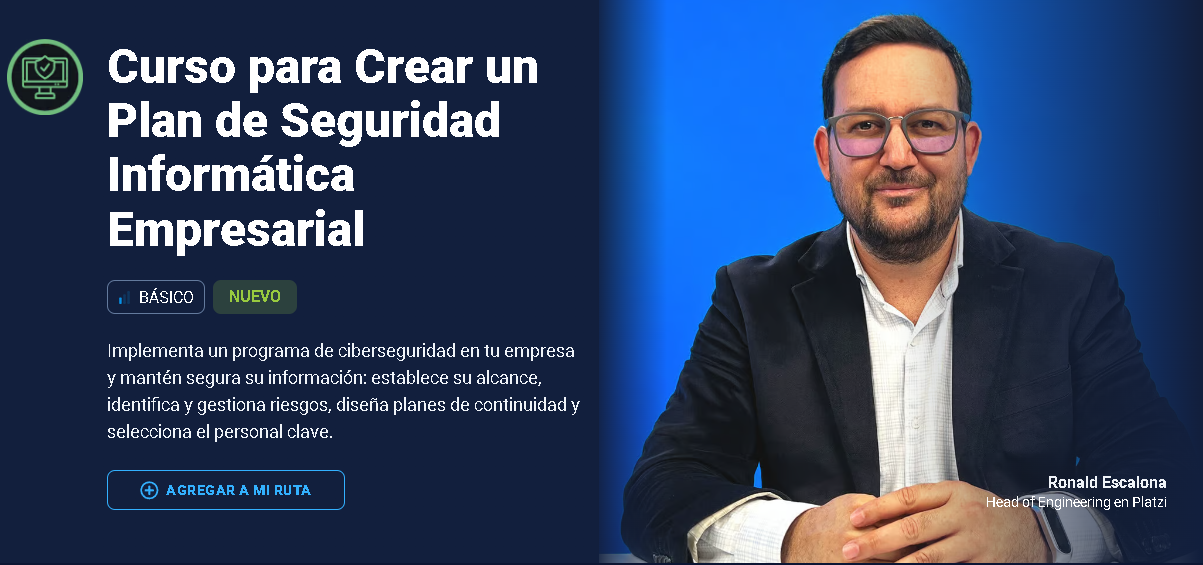 Curso para Crear un
Plan de Seguridad
Informática
Empresarial
BÁSICO
NUEVO
Implementa un programa de ciberseguridad en tu empresa
y mantén segura su información: establece su alcance,
identifica y gestiona riesgos, diseña planes de continuidad y
selecciona el personal clave.
AGREGAR A MI RUTA
Ronald Escalona
Head of Engineering en Platzi